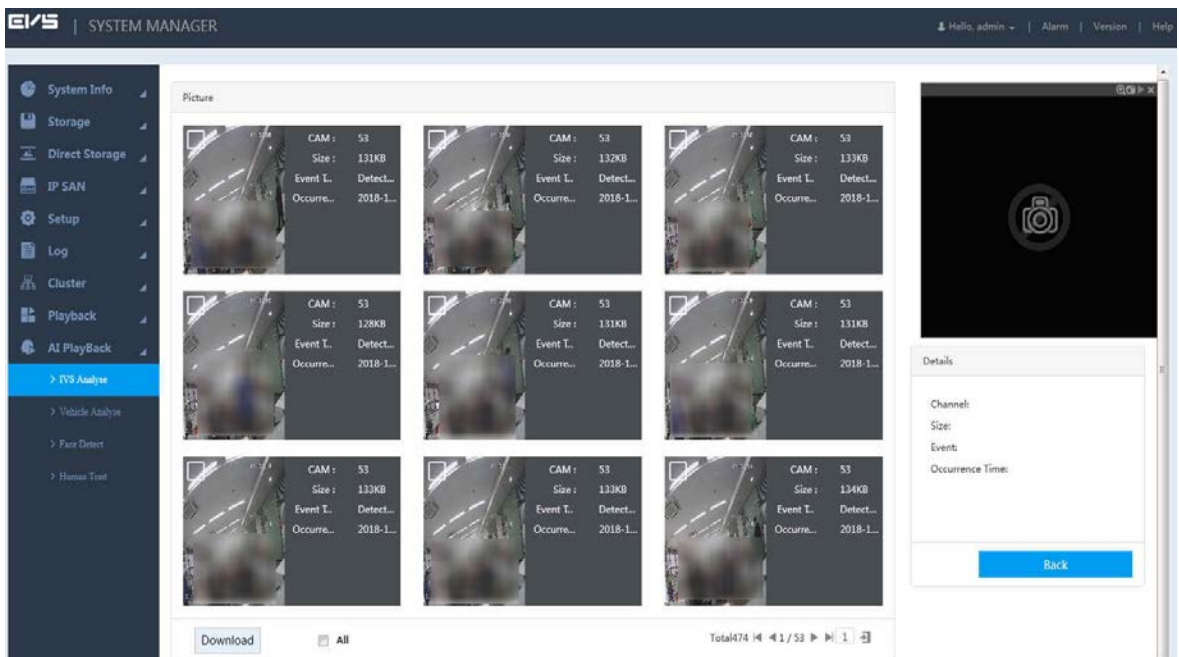 EVS | SYSTEM MANAGER
Hello, admin | Alarm | Version | Help
System Info
Storage
Direct Storage
IP SAN
Setup
Log
Cluster
Playback
AI PlayBack
> IVS Analyse
> Vehicle Analyse
> Face Detect
> Human Trait
Picture
CAM : 53
Size : 131KB
Event T... Detect...
Occurre... 2018-1...
CAM : 53
Size : 132KB
Event T... Detect...
Occurre... 2018-1...
CAM : 53
Size : 133KB
Event T... Detect...
Occurre... 2018-1...
CAM : 53
Size : 128KB
Event T... Detect...
Occurre... 2018-1...
CAM : 53
Size : 131KB
Event T... Detect...
Occurre... 2018-1...
CAM : 53
Size : 131KB
Event T... Detect...
Occurre... 2018-1...
CAM : 53
Size : 133KB
Event T... Detect...
Occurre... 2018-1...
CAM : 53
Size : 133KB
Event T... Detect...
Occurre... 2018-1...
CAM : 53
Size : 134KB
Event T... Detect...
Occurre... 2018-1...
Download
All
Total474 1 / 53 1
Details
Channel:
Size:
Event:
Occurrence Time:
Back